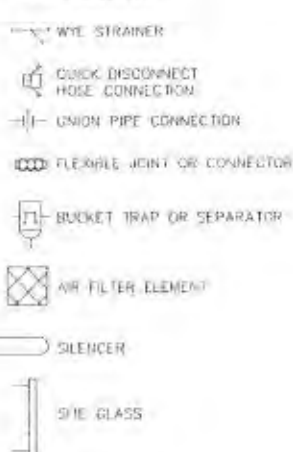 WYE STRAINER
QUICK DISCONNECT
HOSE CONNECTION
UNION PIPE CONNECTION
FLEXIBLE JOINT OR CONNECTOR
BUCKET TRAP OR SEPARATOR
AIR FILTER ELEMENT
SILENCER
SITE GLASS